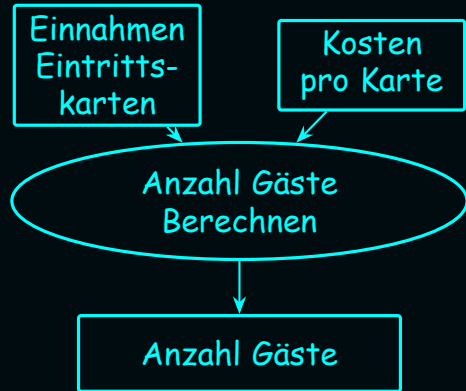 Einnahmen
Eintritts-
karten
Kosten
pro Karte
Anzahl Gäste
Berechnen
Anzahl Gäste